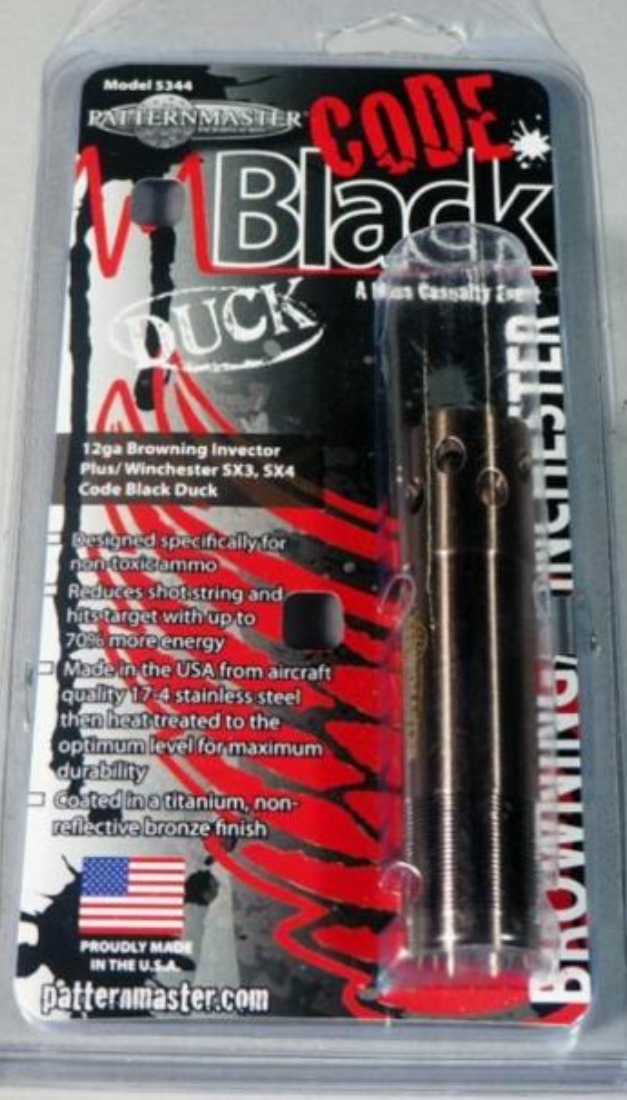 Model 5344
PATTERNMASTER
CODE
Black
A Mass Casualty Event
DUCK
12ga Browning Invector
Plus/Winchester SX3, SX4
Code Black Duck
Designed specifically for
non-toxic ammo
Reduces shot string and
hits target with up to
70% more energy
Made in the USA from aircraft
quality 17-4 stainless steel
then heat treated to the
optimum level for maximum
durability
Coated in a titanium, non-
reflective bronze finish
PROUDLY MADE
IN THE U.S.A.
patternmaster.com
BROWNING/